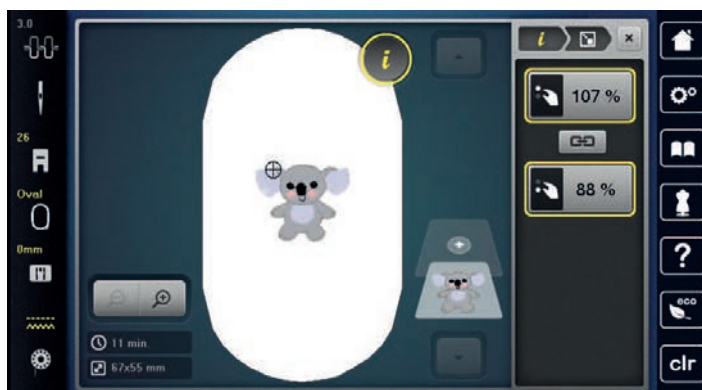 3.0
26
Oval
0mm
i
11 min.
67x55 mm
i
107 %
88 %
?
eco
clr